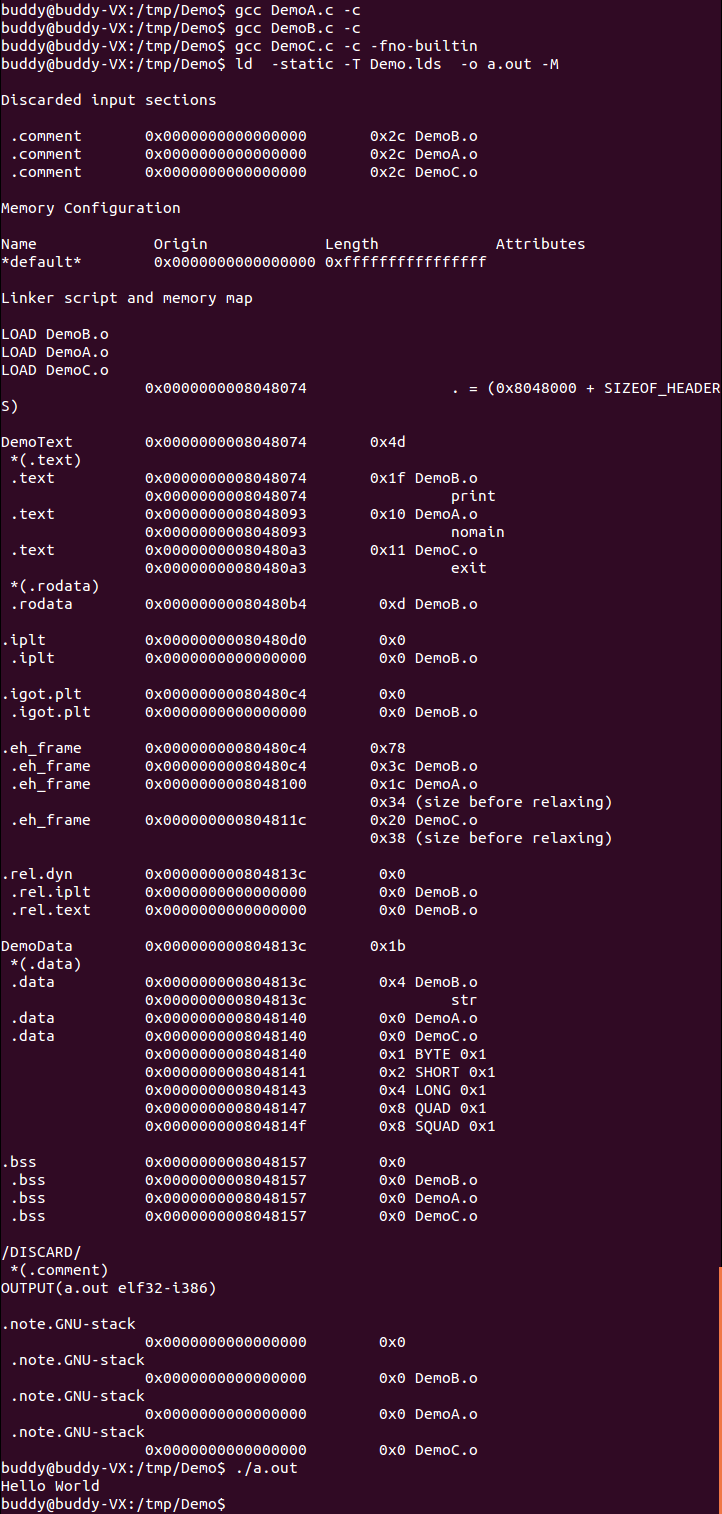 buddy@buddy-VX:/tmp/Demo$ gcc DemoA.c -c
buddy@buddy-VX:/tmp/Demo$ gcc DemoB.c -c
buddy@buddy-VX:/tmp/Demo$ gcc DemoC.c -c -fno-builtin
buddy@buddy-VX:/tmp/Demo$ ld  -static -T Demo.lds  -o a.out -M

Discarded input sections

 .comment       0x0000000000000000       0x2c DemoB.o
 .comment       0x0000000000000000       0x2c DemoA.o
 .comment       0x0000000000000000       0x2c DemoC.o

Memory Configuration

Name             Origin             Length             Attributes
*default*        0x0000000000000000 0xffffffffffffffff

Linker script and memory map

LOAD DemoB.o
LOAD DemoA.o
LOAD DemoC.o
                0x0000000008048074                . = (0x8048000 + SIZEOF_HEADER
S)

DemoText        0x0000000008048074       0x4d
 *(.text)
 .text          0x0000000008048074       0x1f DemoB.o
                0x0000000008048074                print
 .text          0x0000000008048093       0x10 DemoA.o
                0x0000000008048093                nomain
 .text          0x00000000080480a3       0x11 DemoC.o
                0x00000000080480a3                exit
 *(.rodata)
 .rodata        0x00000000080480b4        0xd DemoB.o

.iplt           0x00000000080480d0        0x0
 .iplt          0x0000000000000000        0x0 DemoB.o

.igot.plt       0x00000000080480c4        0x0
 .igot.plt      0x0000000000000000        0x0 DemoB.o

.eh_frame       0x00000000080480c4       0x78
 .eh_frame      0x00000000080480c4       0x3c DemoB.o
 .eh_frame      0x0000000008048100       0x1c DemoA.o
                                         0x34 (size before relaxing)
 .eh_frame      0x000000000804811c       0x20 DemoC.o
                                         0x38 (size before relaxing)

.rel.dyn        0x000000000804813c        0x0
 .rel.iplt      0x0000000000000000        0x0 DemoB.o
 .rel.text      0x0000000000000000        0x0 DemoB.o

DemoData        0x000000000804813c       0x1b
 *(.data)
 .data          0x000000000804813c        0x4 DemoB.o
                0x000000000804813c                str
 .data          0x0000000008048140        0x0 DemoA.o
 .data          0x0000000008048140        0x0 DemoC.o
                0x0000000008048140        0x1 BYTE 0x1
                0x0000000008048141        0x2 SHORT 0x1
                0x0000000008048143        0x4 LONG 0x1
                0x0000000008048147        0x8 QUAD 0x1
                0x000000000804814f        0x8 SQUAD 0x1

.bss            0x0000000008048157        0x0
 .bss           0x0000000008048157        0x0 DemoB.o
 .bss           0x0000000008048157        0x0 DemoA.o
 .bss           0x0000000008048157        0x0 DemoC.o

/DISCARD/
 *(.comment)
OUTPUT(a.out elf32-i386)

.note.GNU-stack
                0x0000000000000000        0x0
 .note.GNU-stack
                0x0000000000000000        0x0 DemoB.o
 .note.GNU-stack
                0x0000000000000000        0x0 DemoA.o
 .note.GNU-stack
                0x0000000000000000        0x0 DemoC.o
buddy@buddy-VX:/tmp/Demo$ ./a.out
Hello World
buddy@buddy-VX:/tmp/Demo$